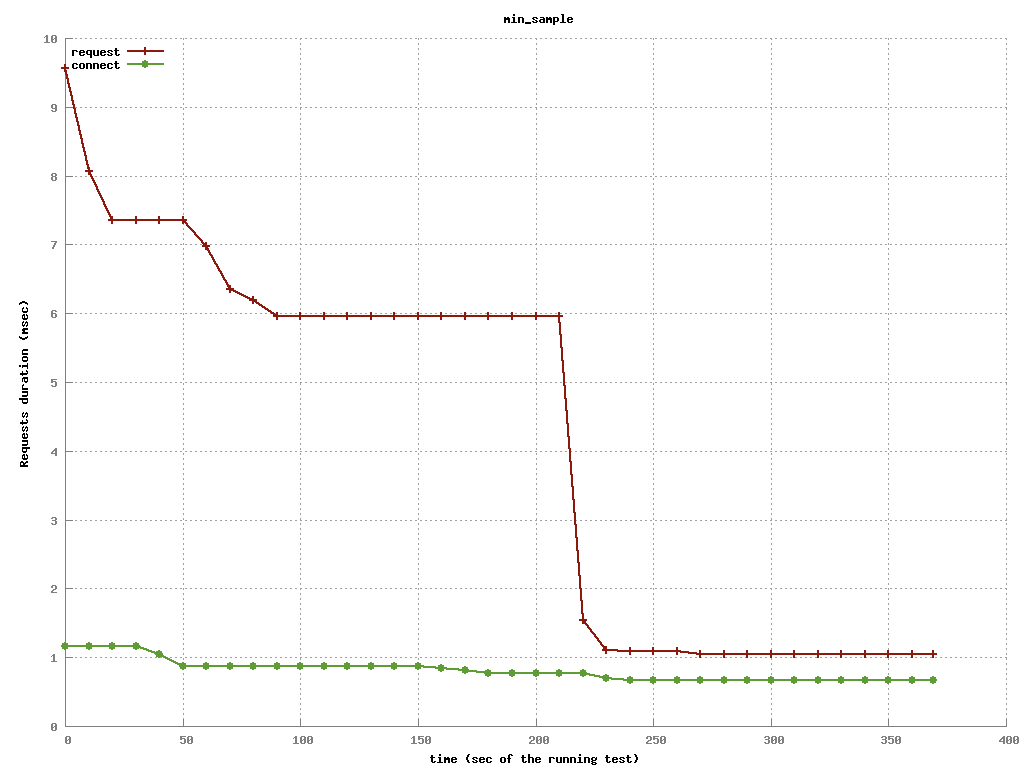 min_sample
request
connect
10
9
8
7
6
5
4
3
2
1
0
Requests duration (msec)
0 50 100 150 200 250 300 350 400
time (sec of the running test)